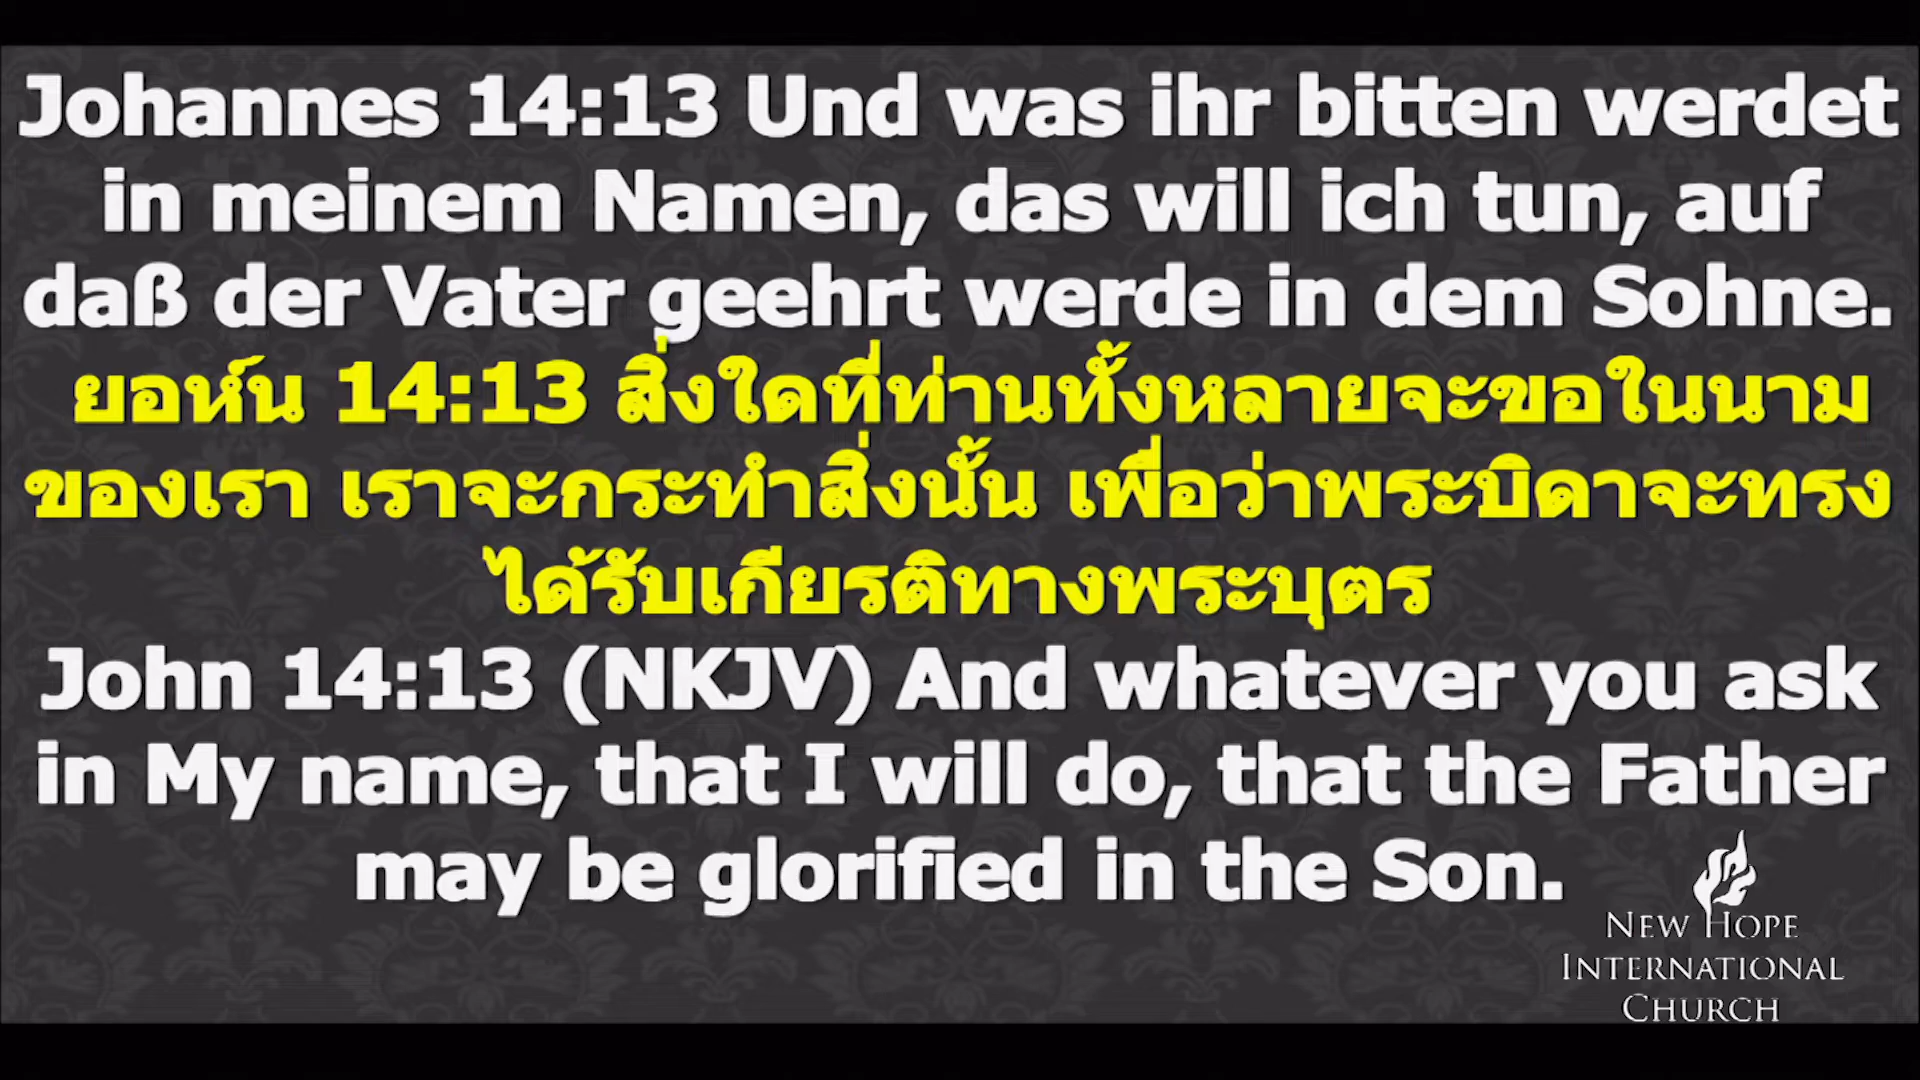 Johannes 14:13 Und was ihr bitten werdet
in meinem Namen, das will ich tun, auf
daß der Vater geehrt werde in dem Sohne.
ยอห์น 14:13 สิ่งใดที่ท่านทั้งหลายจะขอในนาม
ของเรา เราจะกระทำสิ่งนั้น เพื่อว่าพระบิดาจะทรง
ได้รับเกียรติทางพระบุตร
John 14:13 (NKJV) And whatever you ask
in My name, that I will do, that the Father
may be glorified in the Son.
NEW HOPE
INTERNATIONAL
CHURCH